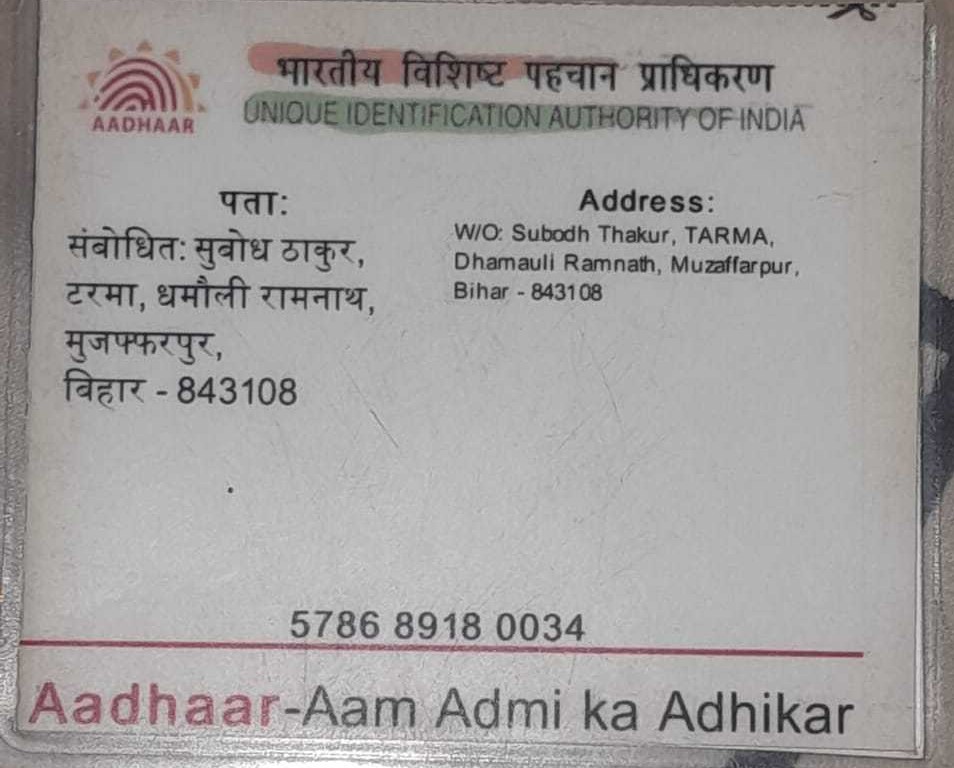 भारतीय विशिष्ट पहचान प्राधिकरण
AADHAAR
UNIQUE IDENTIFICATION AUTHORITY OF INDIA
पता:
संबोधित: सुबोध ठाकुर,
टरमा, धमौली रामनाथ,
मुजफ्फरपुर,
बिहार - 843108
Address:
W/O: Subodh Thakur, TARMA,
Dhamauli Ramnath, Muzaffarpur,
Bihar - 843108
5786 8918 0034
Aadhaar-Aam Admi ka Adhikar